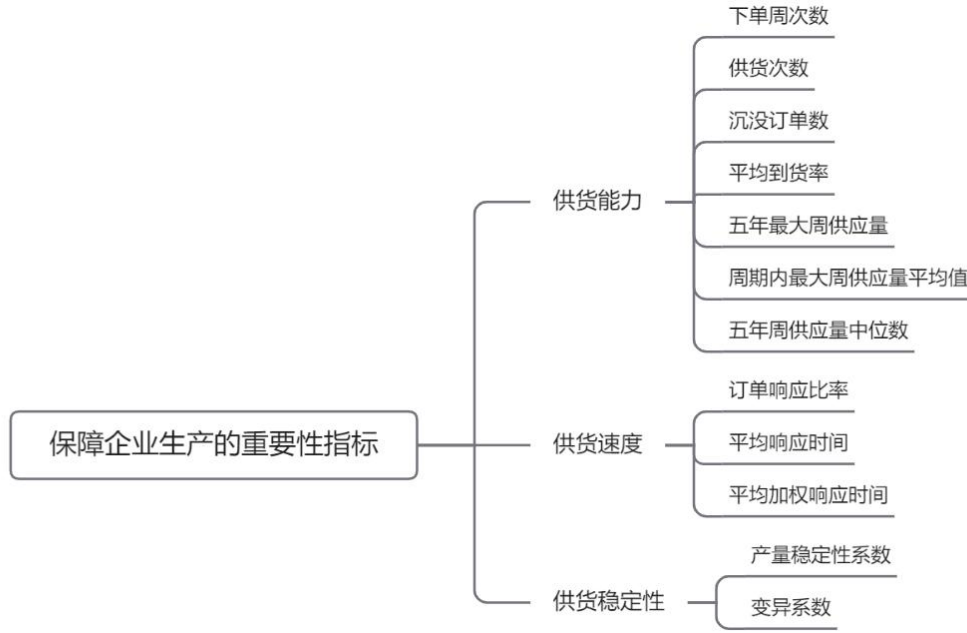 保障企业生产的重要性指标
供货能力
下单周次数
供货次数
沉没订单数
平均到货率
五年最大周供应量
周期内最大周供应量平均值
五年周供应量中位数
供货速度
订单响应比率
平均响应时间
平均加权响应时间
供货稳定性
产量稳定性系数
变异系数